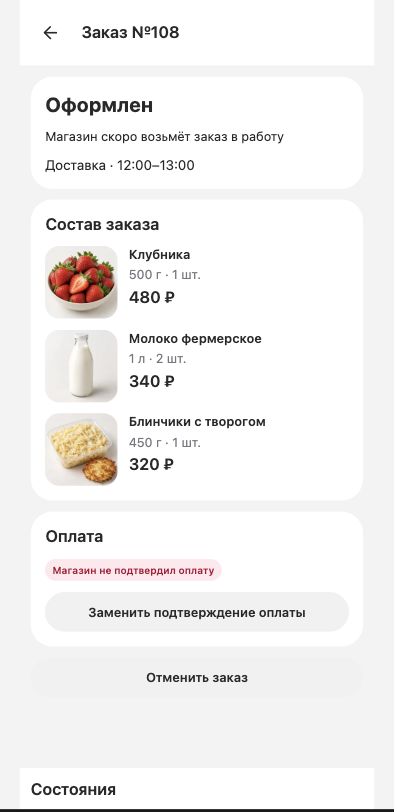 Заказ №108
Оформлен
Магазин скоро возьмёт заказ в работу
Доставка · 12:00–13:00
Состав заказа
Клубника
500 г · 1 шт.
480 ₽
Молоко фермерское
1 л · 2 шт.
340 ₽
Блинчики с творогом
450 г · 1 шт.
320 ₽
Оплата
Магазин не подтвердил оплату
Заменить подтверждение оплаты
Отменить заказ
Состояния